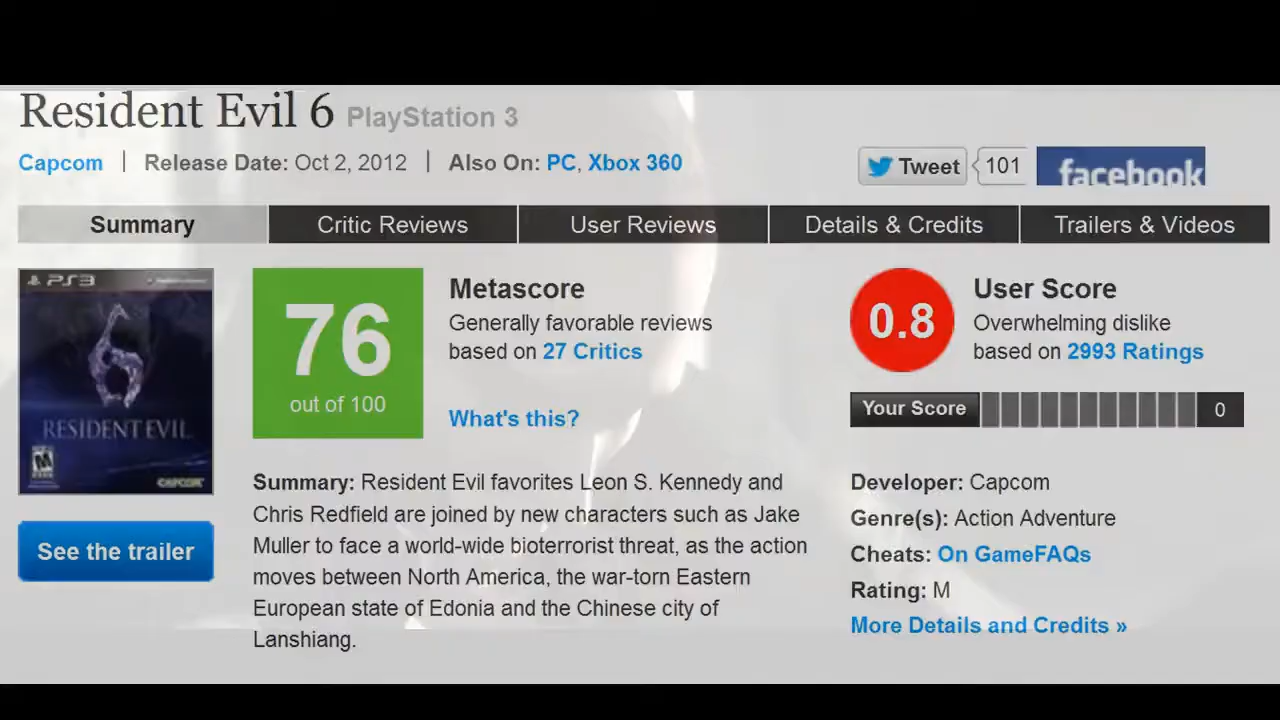 Resident Evil 6 PlayStation 3
Capcom | Release Date: Oct 2, 2012 | Also On: PC, Xbox 360
Tweet 101 facebook
Summary Critic Reviews User Reviews Details & Credits Trailers & Videos
PS3
6
RESIDENT EVIL
M
CAPCOM
See the trailer
76
out of 100
Metascore
Generally favorable reviews
based on 27 Critics
What's this?
0.8
User Score
Overwhelming dislike
based on 2993 Ratings
Your Score 0
Summary: Resident Evil favorites Leon S. Kennedy and
Chris Redfield are joined by new characters such as Jake
Muller to face a world-wide bioterrorist threat, as the action
moves between North America, the war-torn Eastern
European state of Edonia and the Chinese city of
Lanshiang.
Developer: Capcom
Genre(s): Action Adventure
Cheats: On GameFAQs
Rating: M
More Details and Credits »